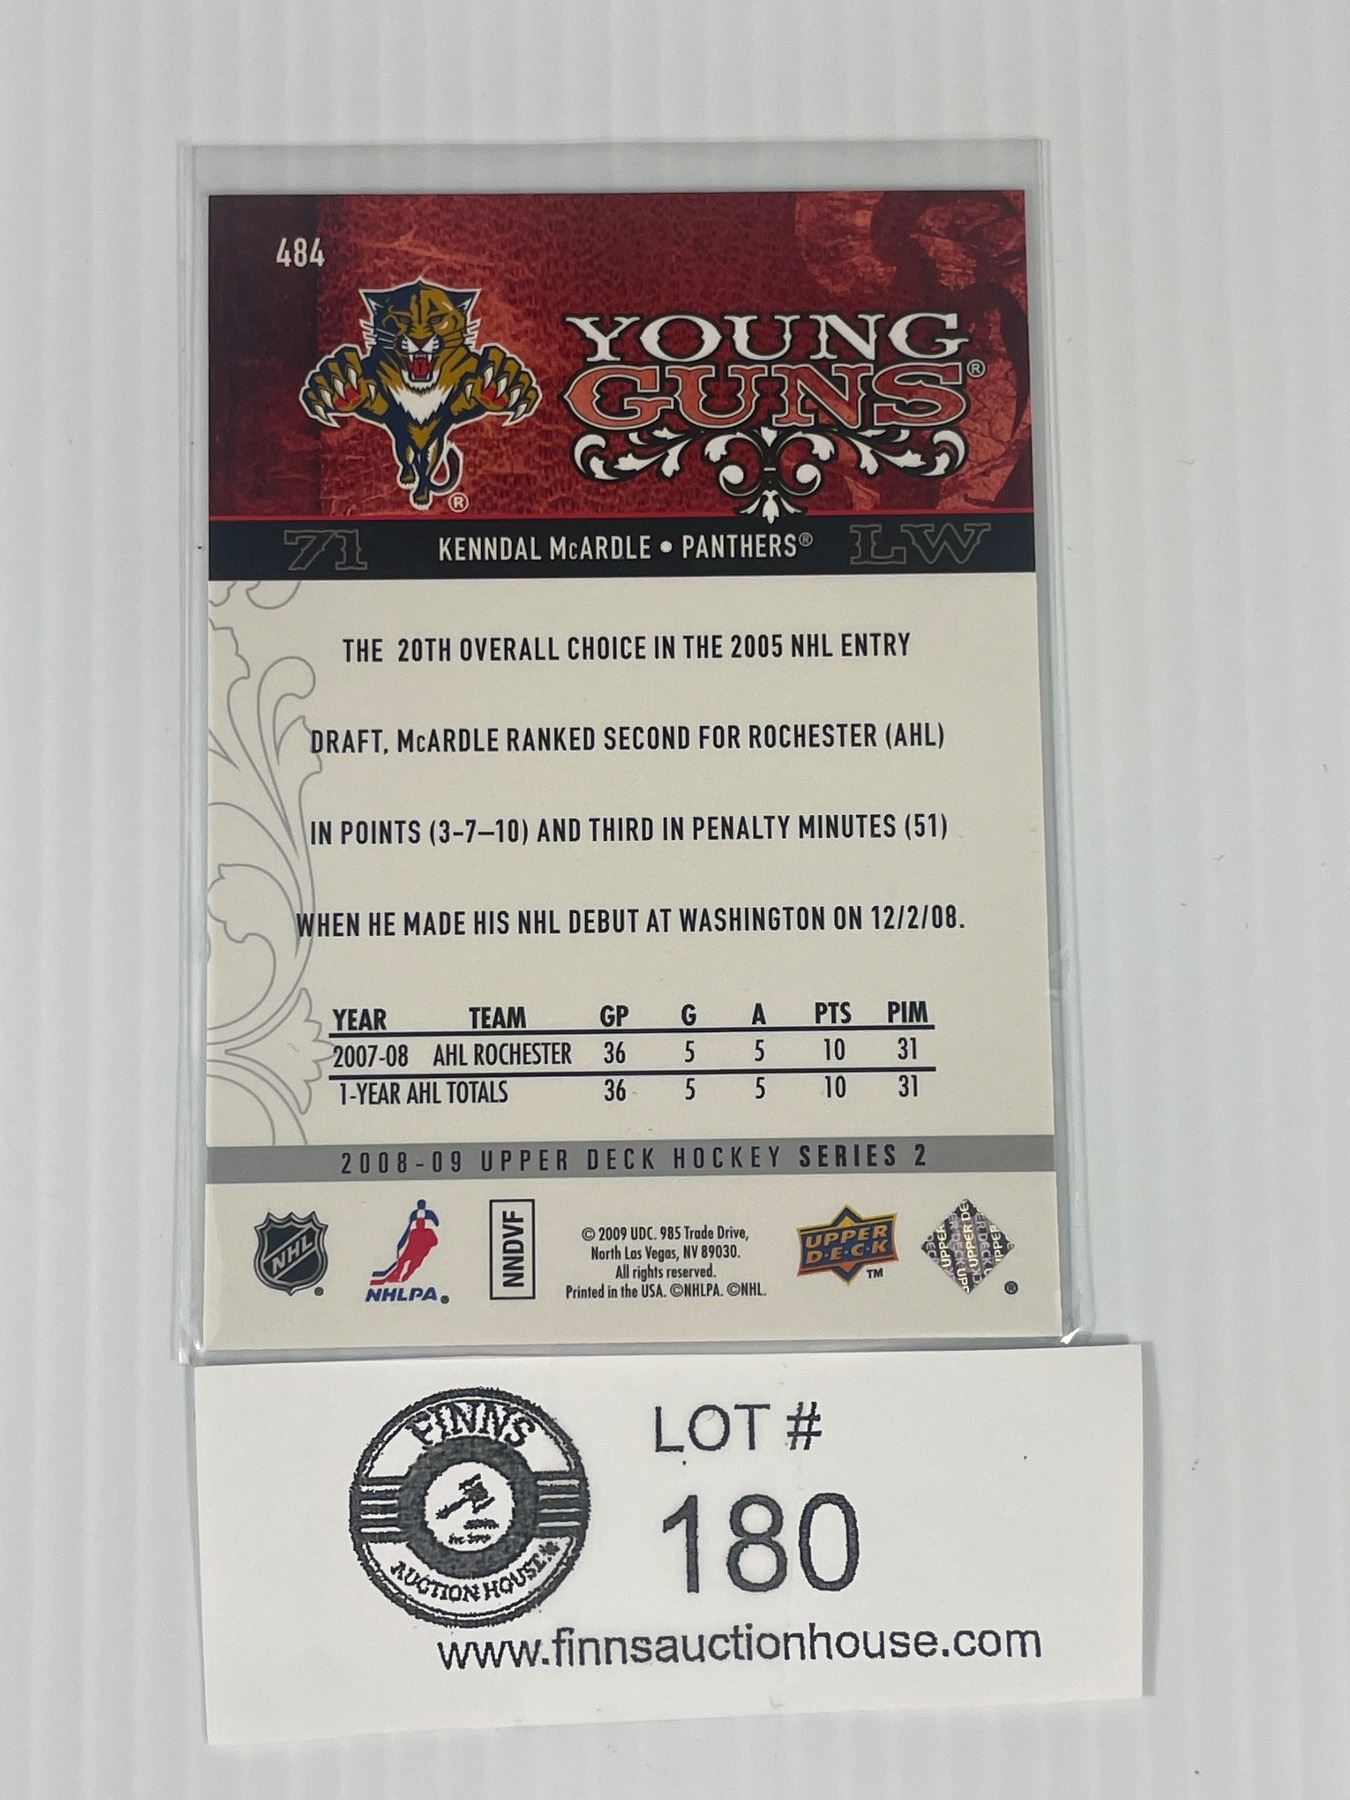 484
YOUNG
GUNS®
®
71 KENNDAL McARDLE • PANTHERS® LW
THE 20TH OVERALL CHOICE IN THE 2005 NHL ENTRY
DRAFT, McARDLE RANKED SECOND FOR ROCHESTER (AHL)
IN POINTS (3-7–10) AND THIRD IN PENALTY MINUTES (51)
WHEN HE MADE HIS NHL DEBUT AT WASHINGTON ON 12/2/08.
YEAR TEAM GP G A PTS PIM
2007-08 AHL ROCHESTER 36 5 5 10 31
1-YEAR AHL TOTALS 36 5 5 10 31
2008-09 UPPER DECK HOCKEY SERIES 2
NHL®
NHLPA®
NNDVF
© 2009 UDC. 985 Trade Drive,
North Las Vegas, NV 89030.
All rights reserved.
Printed in the USA. ©NHLPA. ©NHL.
UPPER
D·E·C·K
TM
®
FINNS
AUCTION HOUSE
LOT #
180
www.finnsauctionhouse.com